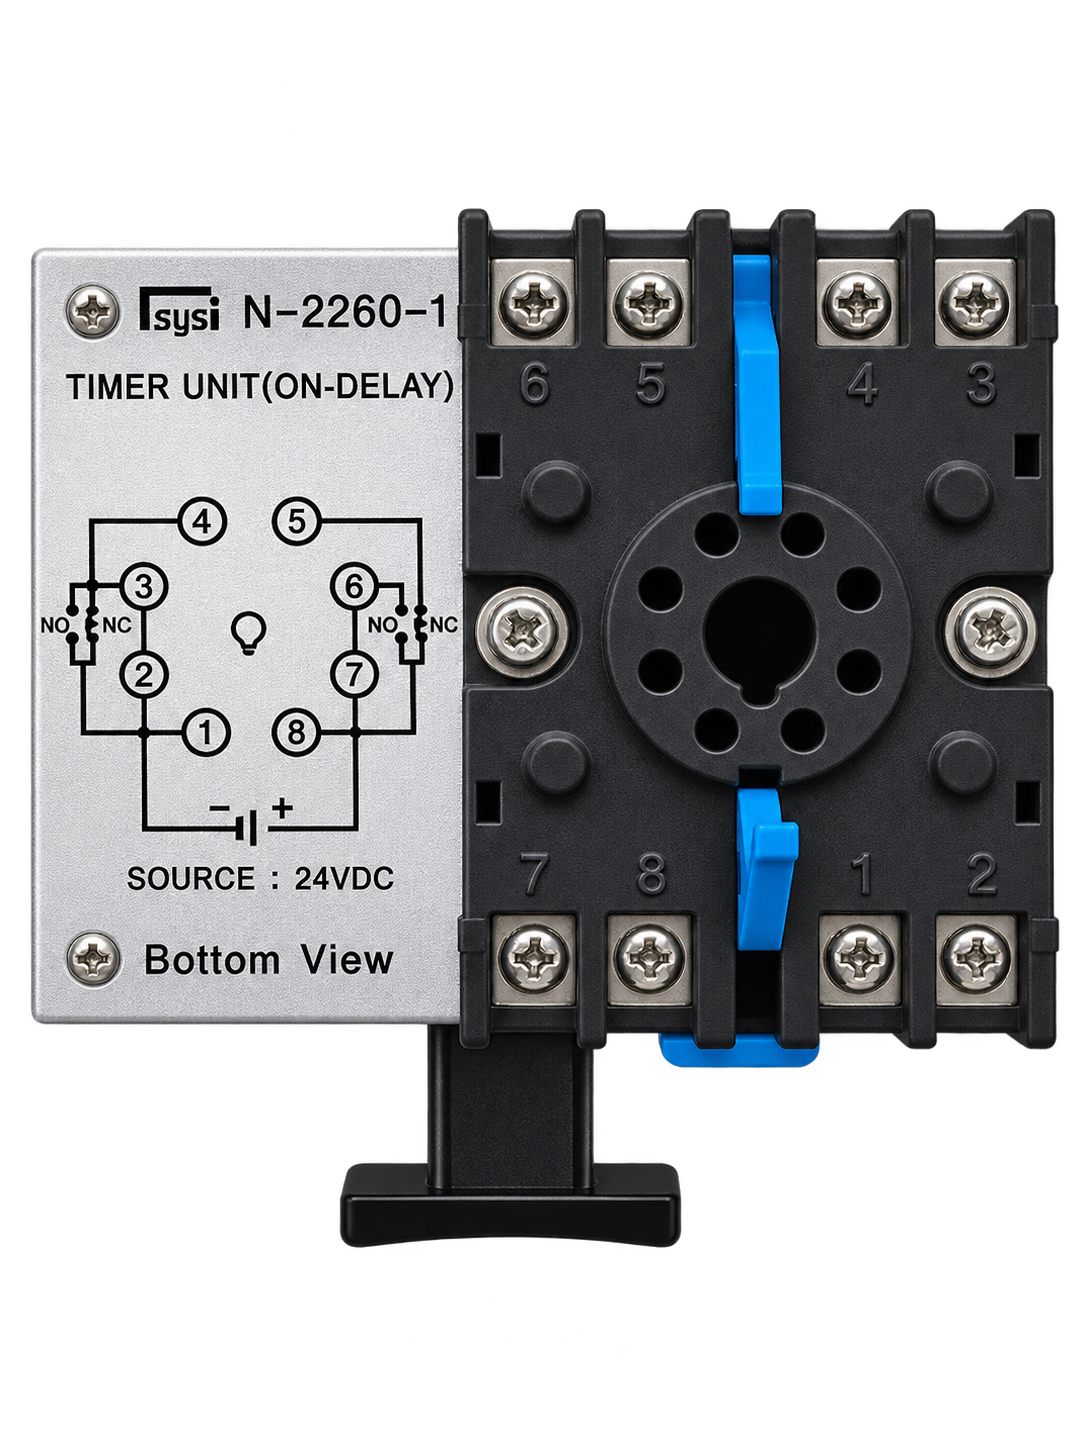 sysi N-2260-1
TIMER UNIT(ON-DELAY)
4 5
3 6
NO NC NO NC
2 7
1 8
- +
SOURCE : 24VDC
Bottom View
6 5 4 3
7 8 1 2